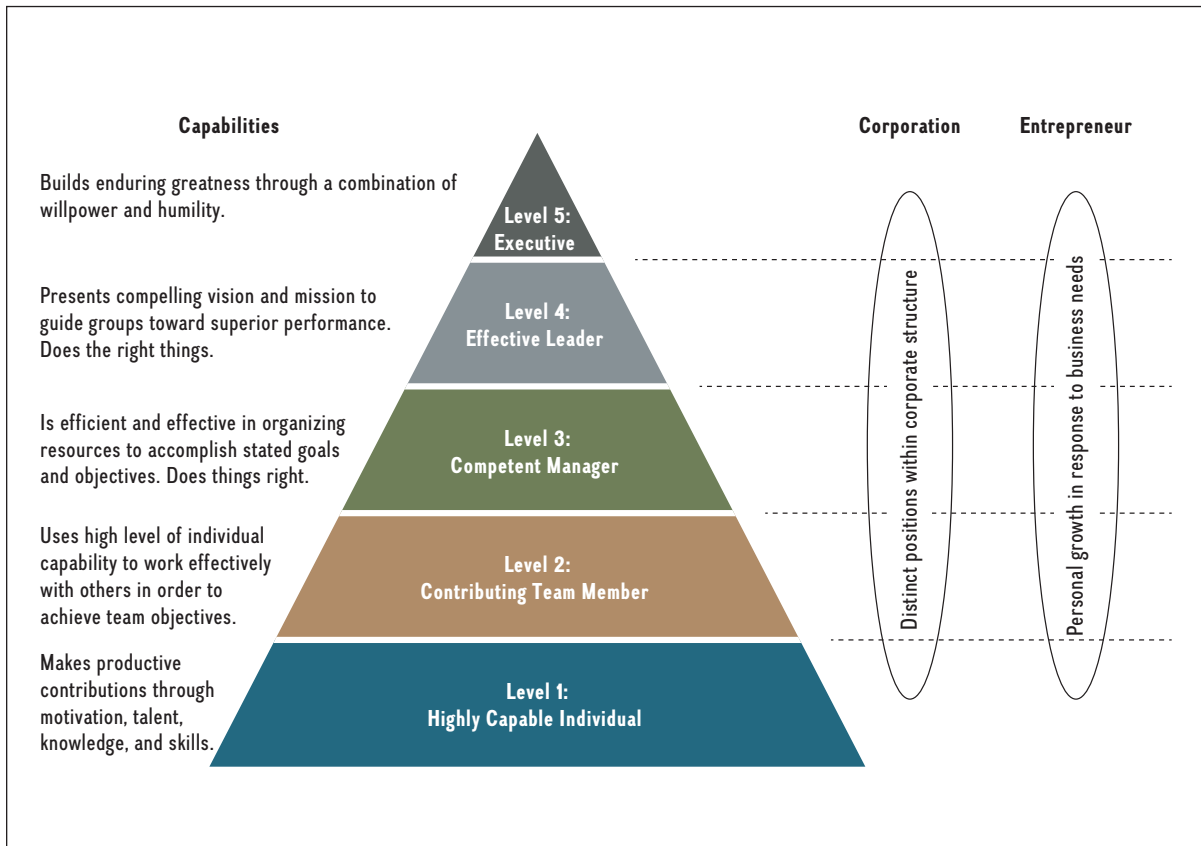 Capabilities
Corporation
Entrepreneur
Builds enduring greatness through a combination of
willpower and humility.
Level 5:
Executive
Presents compelling vision and mission to
guide groups toward superior performance.
Does the right things.
Level 4:
Effective Leader
Is efficient and effective in organizing
resources to accomplish stated goals
and objectives. Does things right.
Level 3:
Competent Manager
Uses high level of individual
capability to work effectively
with others in order to
achieve team objectives.
Level 2:
Contributing Team Member
Makes productive
contributions through
motivation, talent,
knowledge, and skills.
Level 1:
Highly Capable Individual
Distinct positions within corporate structure
Personal growth in response to business needs